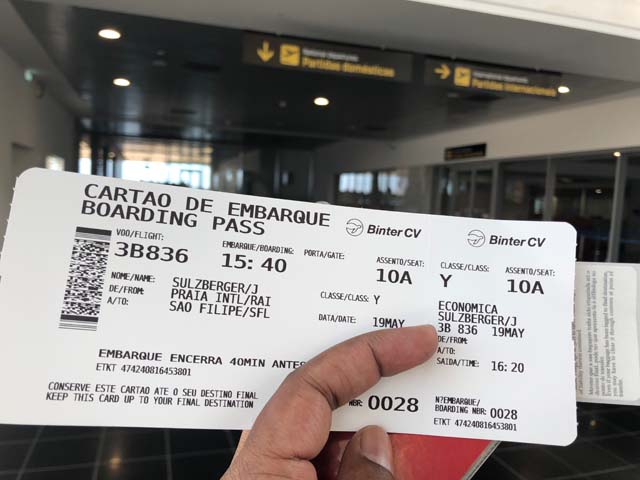 Partidas domésticas
Partidas internacionais
CARTAO DE EMBARQUE
BOARDING PASS
Binter CV
VOO/FLIGHT:
3B836
EMBARQUE/BOARDING:
15:40
PORTA/GATE:
ASSENTO/SEAT:
10A
NOME/NAME: SULZBERGER/J
DE/FROM: PRAIA INTL/RAI
A/TO: SAO FILIPE/SFL
CLASSE/CLASS: Y
DATA/DATE: 19MAY
EMBARQUE ENCERRA 40MIN ANTES
ETKT 474240816453801
CONSERVE ESTE CARTAO ATE O SEU DESTINO FINAL
KEEP THIS CARD UP TO YOUR FINAL DESTINATION
NBR: 0028
Binter CV
CLASSE/CLASS:
Y
ASSENTO/SEAT:
10A
ECONOMICA
SULZBERGER/J
3B 836 19MAY
DE/FROM:
A/TO:
SAIDA/TIME: 16:20
NºEMBARQUE/
BOARDING NBR: 0028
ETKT 474240816453801